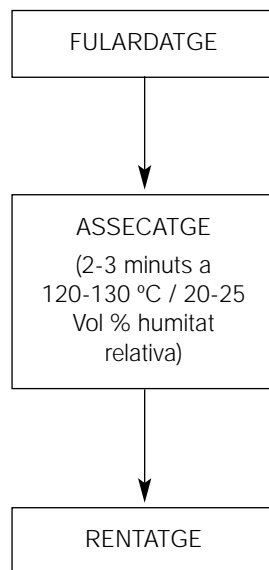 FULARDATGE
ASSECATGE
(2-3 minuts a
120-130 ºC / 20-25
Vol % humitat
relativa)
RENTATGE